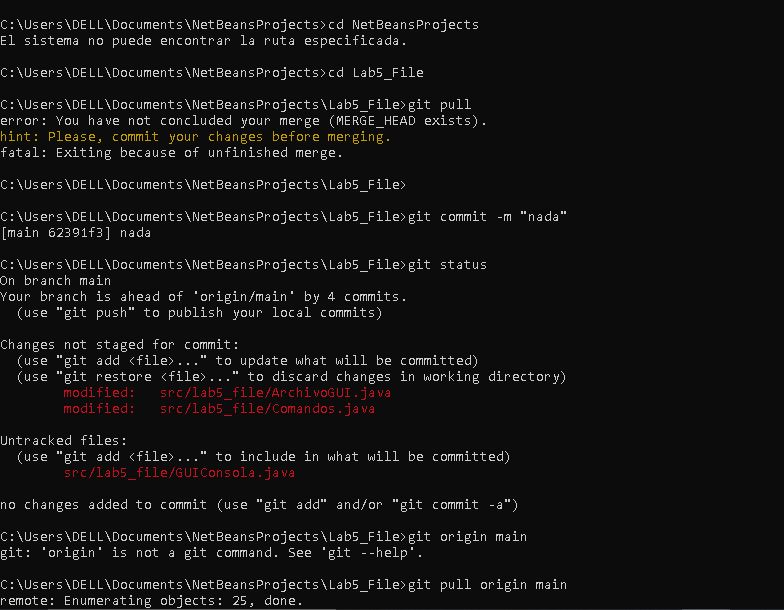 C:\Users\DELL\Documents\NetBeansProjects>cd NetBeansProjects
El sistema no puede encontrar la ruta especificada.
C:\Users\DELL\Documents\NetBeansProjects>cd Lab5_File
C:\Users\DELL\Documents\NetBeansProjects\Lab5_File>git pull
error: You have not concluded your merge (MERGE_HEAD exists).
hint: Please, commit your changes before merging.
fatal: Exiting because of unfinished merge.
C:\Users\DELL\Documents\NetBeansProjects\Lab5_File>
C:\Users\DELL\Documents\NetBeansProjects\Lab5_File>git commit -m "nada"
[main 62391f3] nada
C:\Users\DELL\Documents\NetBeansProjects\Lab5_File>git status
On branch main
Your branch is ahead of 'origin/main' by 4 commits.
  (use "git push" to publish your local commits)
Changes not staged for commit:
  (use "git add <file>..." to update what will be committed)
  (use "git restore <file>..." to discard changes in working directory)
        modified:   src/lab5_file/ArchivoGUI.java
        modified:   src/lab5_file/Comandos.java
Untracked files:
  (use "git add <file>..." to include in what will be committed)
        src/lab5_file/GUIConsola.java
no changes added to commit (use "git add" and/or "git commit -a")
C:\Users\DELL\Documents\NetBeansProjects\Lab5_File>git origin main
git: 'origin' is not a git command. See 'git --help'.
C:\Users\DELL\Documents\NetBeansProjects\Lab5_File>git pull origin main
remote: Enumerating objects: 25, done.